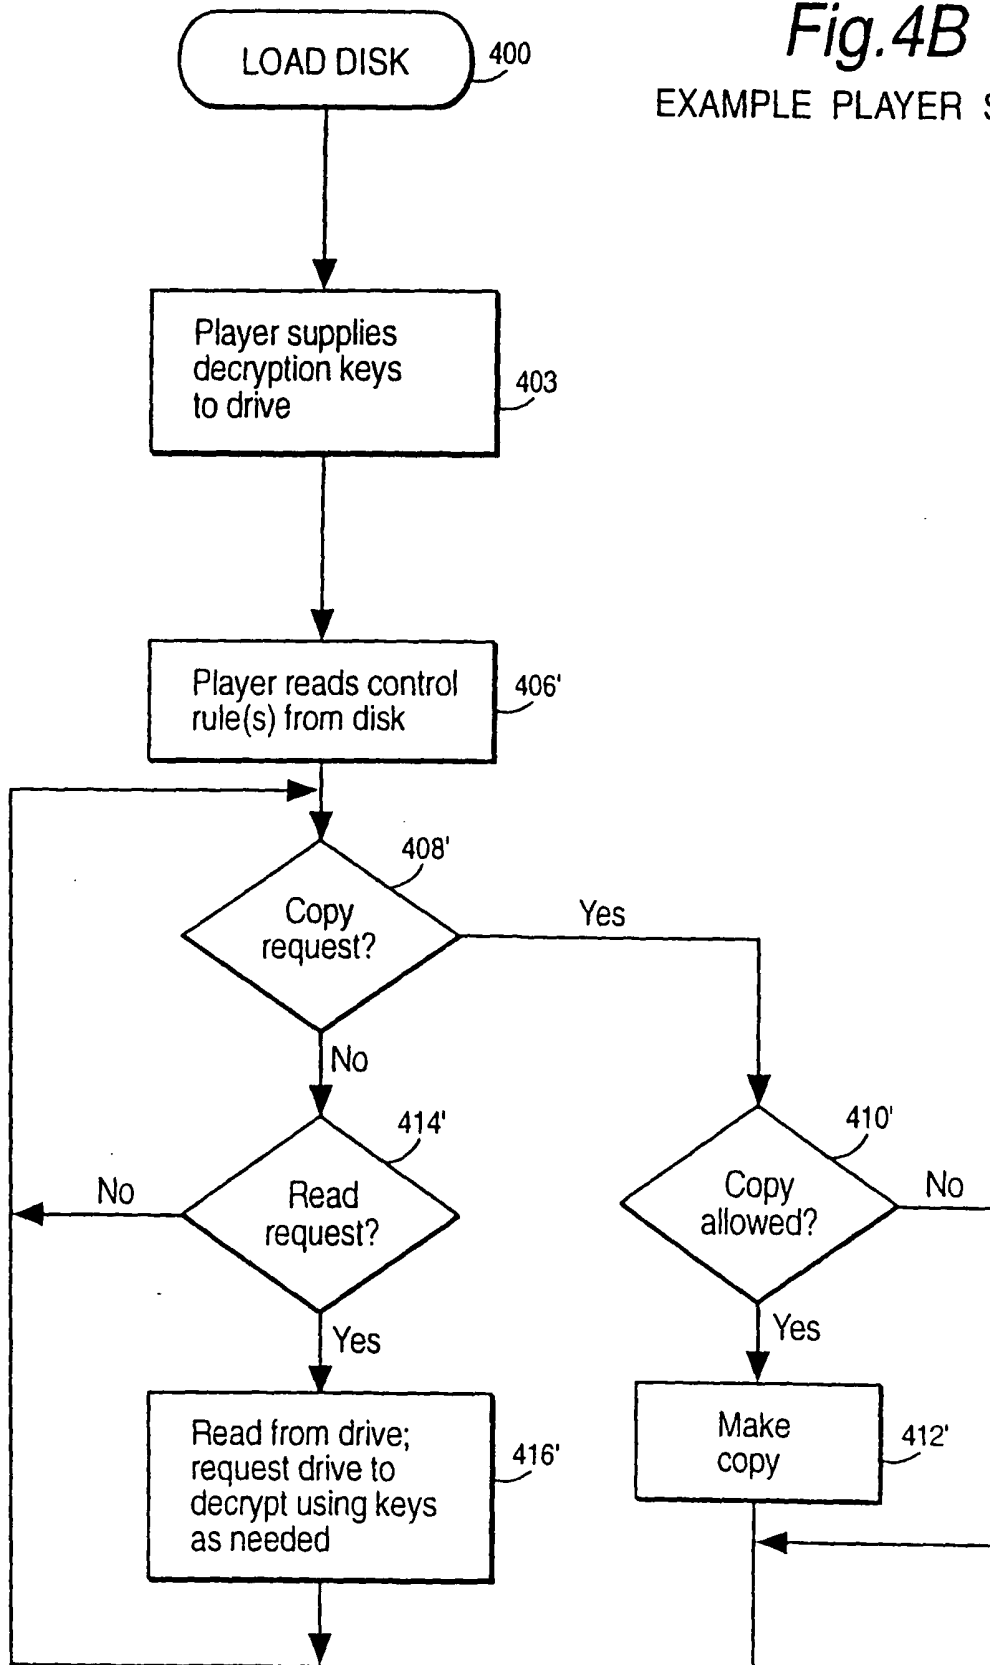 Fig.4B
EXAMPLE PLAYER
LOAD DISK
400
Player supplies
decryption keys
to drive
403
Player reads control
rule(s) from disk
406'
408'
Copy
request?
Yes
No
414'
Read
request?
No
Yes
410'
Copy
allowed?
No
Yes
Read from drive;
request drive to
decrypt using keys
as needed
416'
Make
copy
412'